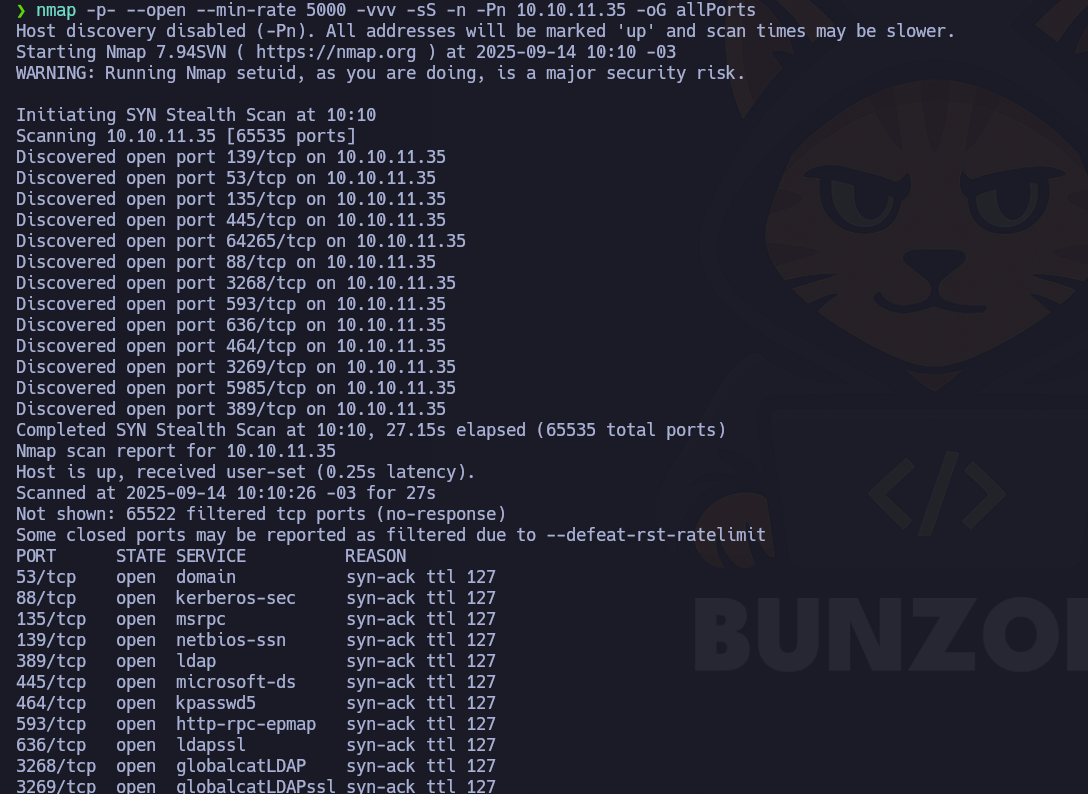 ❯ nmap -p- --open --min-rate 5000 -vvv -sS -n -Pn 10.10.11.35 -oG allPorts
Host discovery disabled (-Pn). All addresses will be marked 'up' and scan times may be slower.
Starting Nmap 7.94SVN ( https://nmap.org ) at 2025-09-14 10:10 -03
WARNING: Running Nmap setuid, as you are doing, is a major security risk.

Initiating SYN Stealth Scan at 10:10
Scanning 10.10.11.35 [65535 ports]
Discovered open port 139/tcp on 10.10.11.35
Discovered open port 53/tcp on 10.10.11.35
Discovered open port 135/tcp on 10.10.11.35
Discovered open port 445/tcp on 10.10.11.35
Discovered open port 64265/tcp on 10.10.11.35
Discovered open port 88/tcp on 10.10.11.35
Discovered open port 3268/tcp on 10.10.11.35
Discovered open port 593/tcp on 10.10.11.35
Discovered open port 636/tcp on 10.10.11.35
Discovered open port 464/tcp on 10.10.11.35
Discovered open port 3269/tcp on 10.10.11.35
Discovered open port 5985/tcp on 10.10.11.35
Discovered open port 389/tcp on 10.10.11.35
Completed SYN Stealth Scan at 10:10, 27.15s elapsed (65535 total ports)
Nmap scan report for 10.10.11.35
Host is up, received user-set (0.25s latency).
Scanned at 2025-09-14 10:10:26 -03 for 27s
Not shown: 65522 filtered tcp ports (no-response)
Some closed ports may be reported as filtered due to --defeat-rst-ratelimit
PORT      STATE SERVICE          REASON
53/tcp    open  domain           syn-ack ttl 127
88/tcp    open  kerberos-sec     syn-ack ttl 127
135/tcp   open  msrpc            syn-ack ttl 127
139/tcp   open  netbios-ssn      syn-ack ttl 127
389/tcp   open  ldap             syn-ack ttl 127
445/tcp   open  microsoft-ds     syn-ack ttl 127
464/tcp   open  kpasswd5         syn-ack ttl 127
593/tcp   open  http-rpc-epmap   syn-ack ttl 127
636/tcp   open  ldapssl          syn-ack ttl 127
3268/tcp  open  globalcatLDAP    syn-ack ttl 127
3269/tcp  open  globalcatLDAPssl syn-ack ttl 127
</>